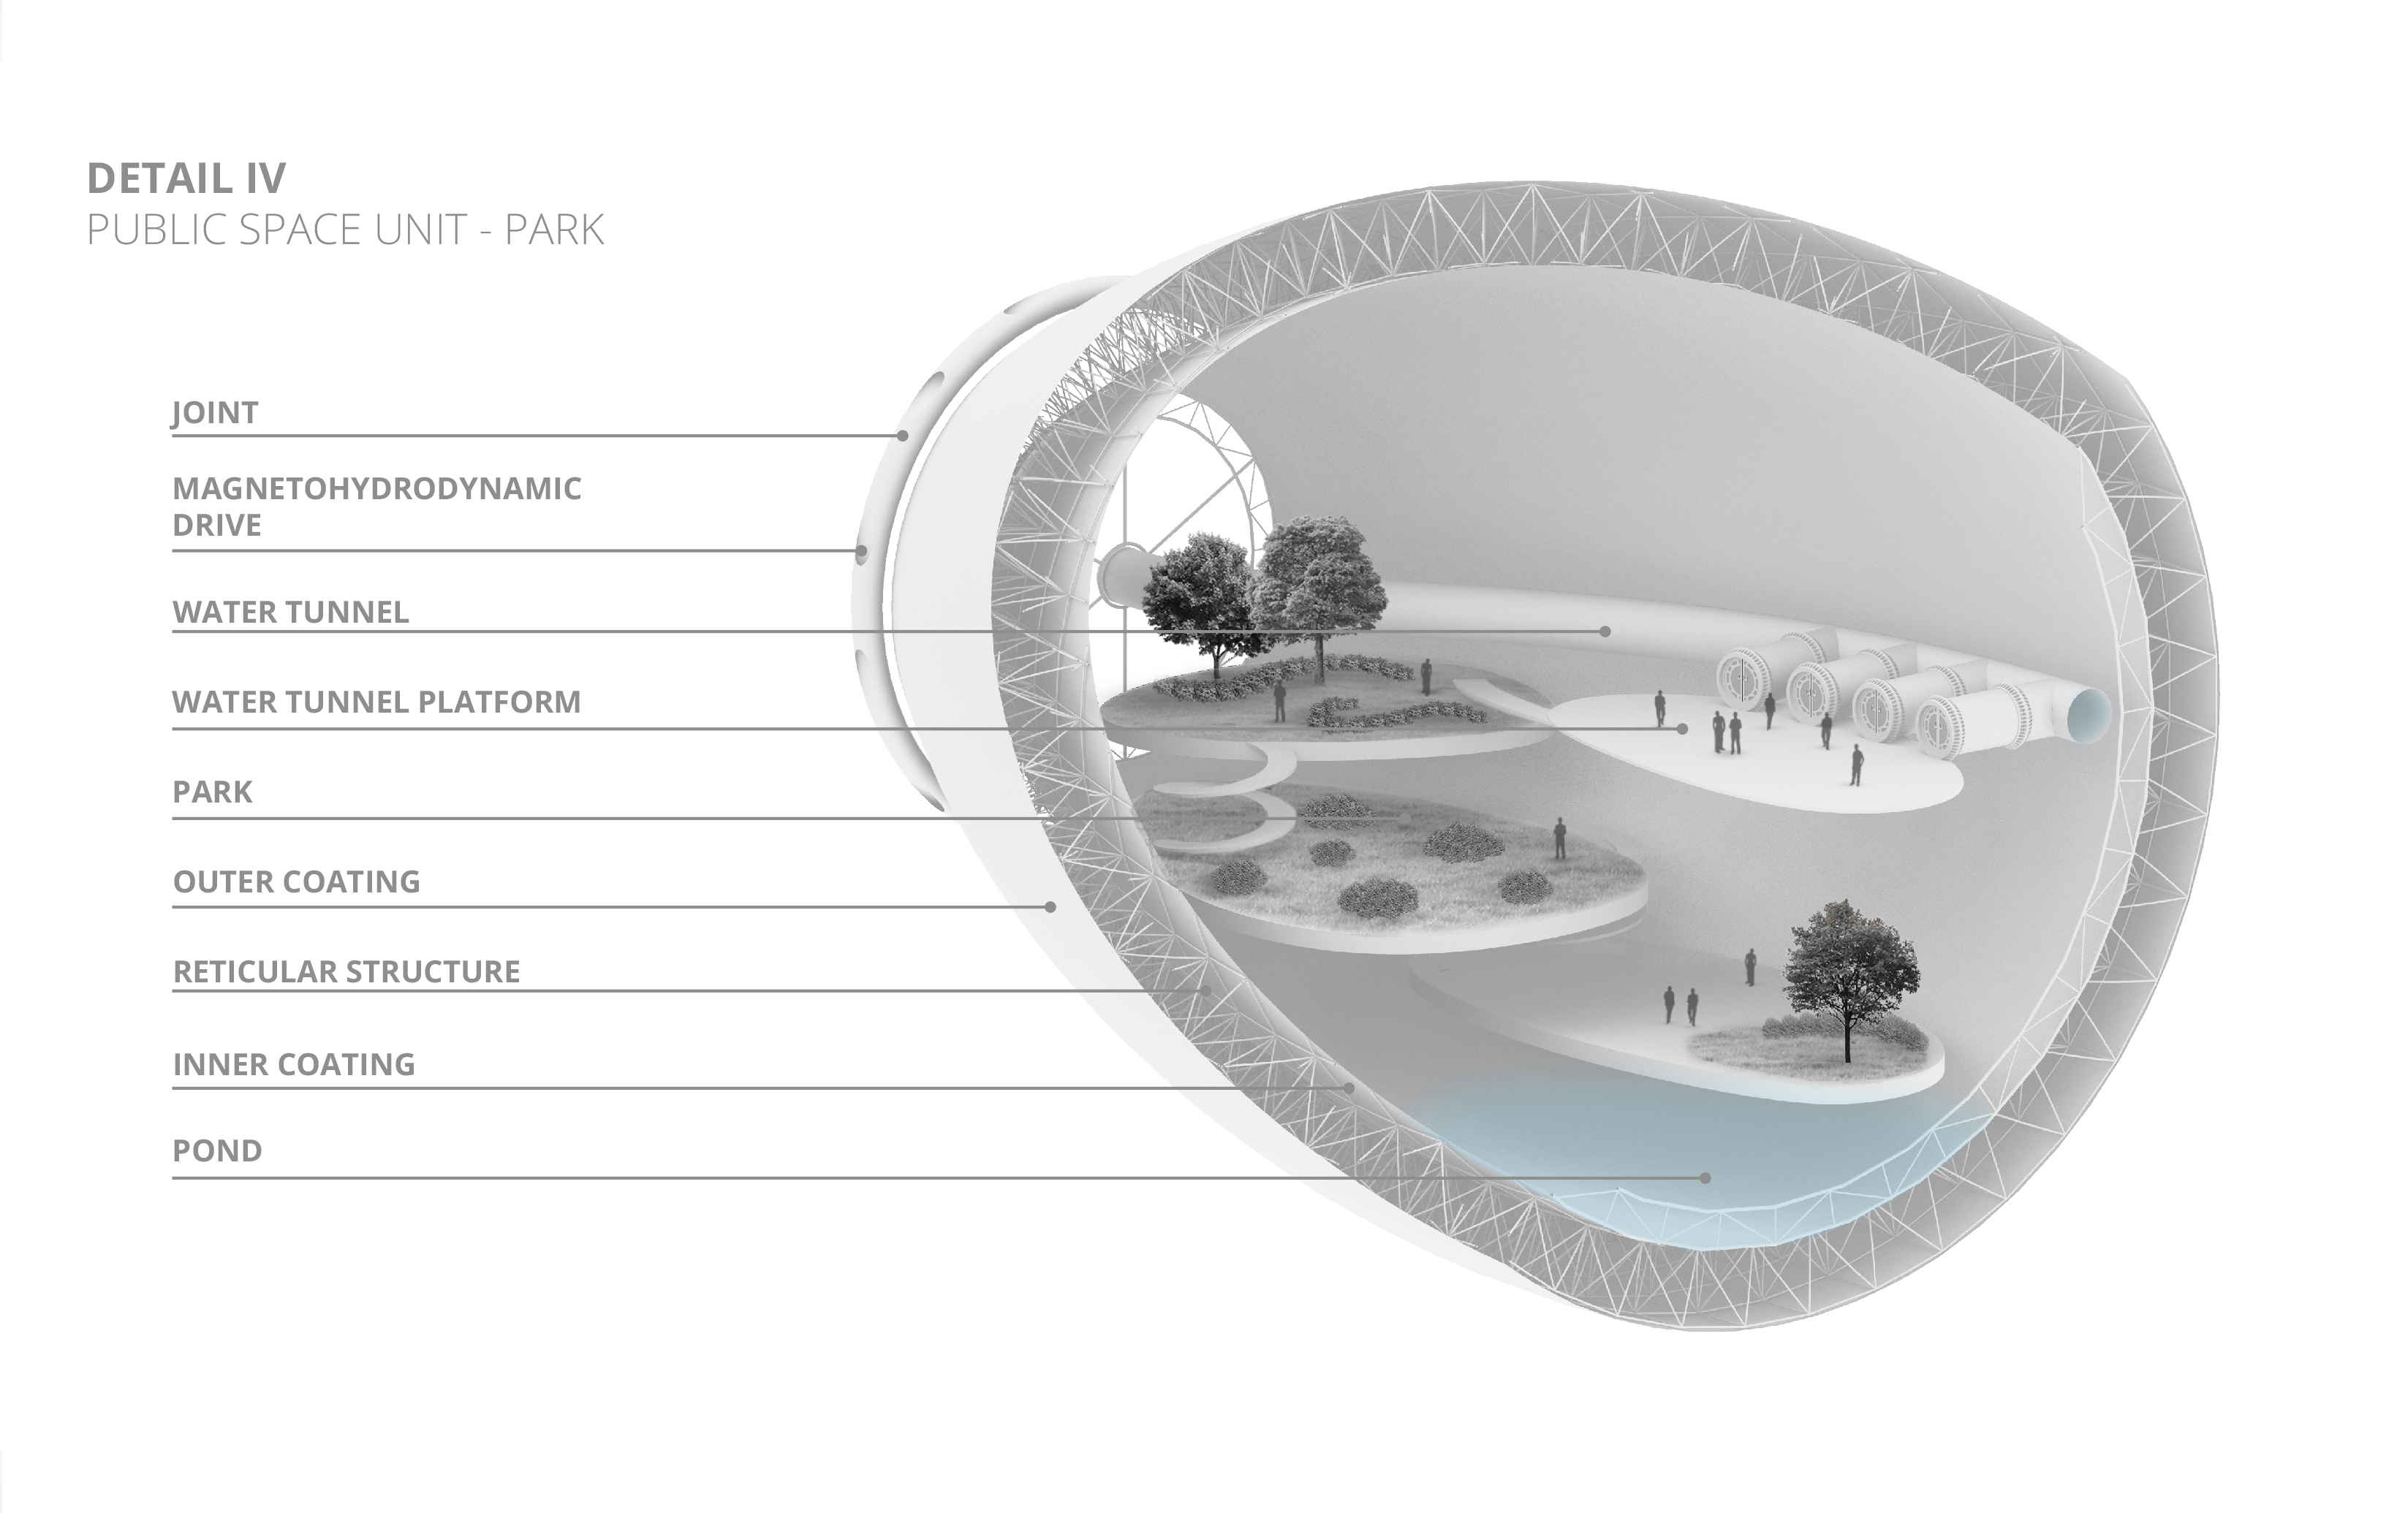 DETAIL IV
PUBLIC SPACE UNIT - PARK
JOINT
MAGNETOHYDRODYNAMIC
DRIVE
WATER TUNNEL
WATER TUNNEL PLATFORM
PARK
OUTER COATING
RETICULAR STRUCTURE
INNER COATING
POND